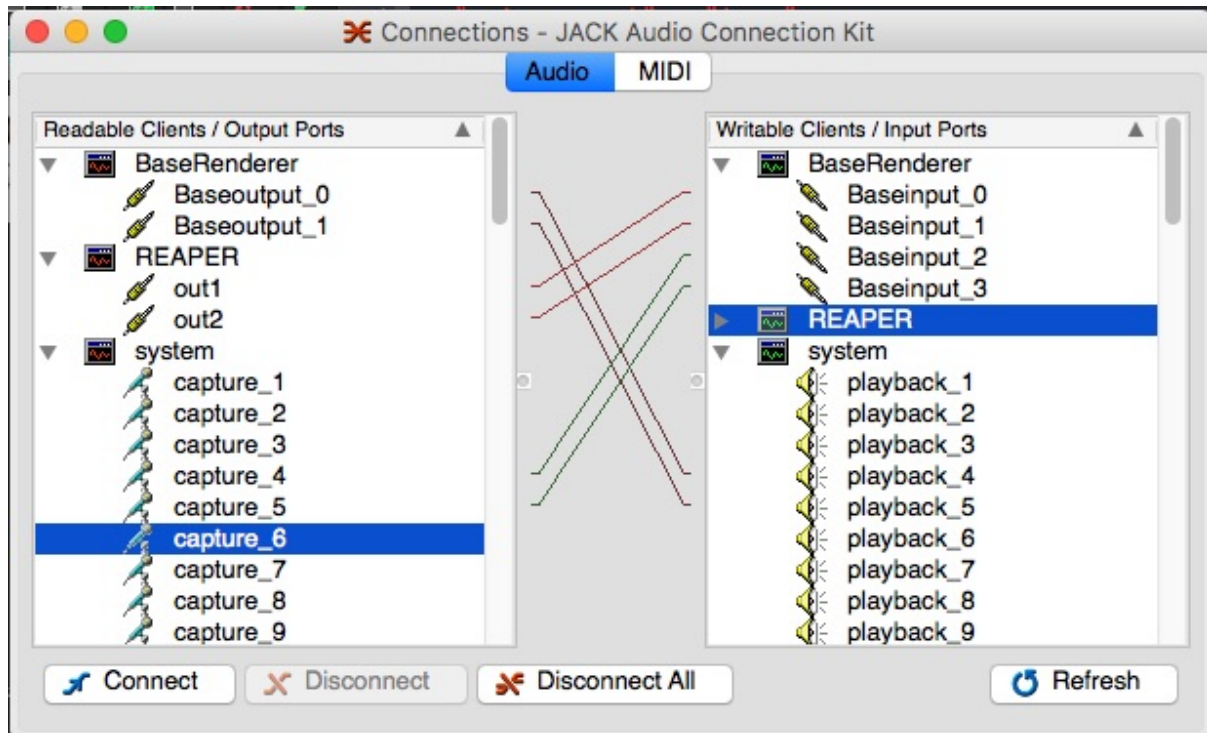 Connections - JACK Audio Connection Kit
Audio MIDI
Readable Clients / Output Ports
BaseRenderer
Baseoutput_0
Baseoutput_1
REAPER
out1
out2
system
capture_1
capture_2
capture_3
capture_4
capture_5
capture_6
capture_7
capture_8
capture_9
Writable Clients / Input Ports
BaseRenderer
Baseinput_0
Baseinput_1
Baseinput_2
Baseinput_3
REAPER
system
playback_1
playback_2
playback_3
playback_4
playback_5
playback_6
playback_7
playback_8
playback_9
Connect Disconnect Disconnect All Refresh